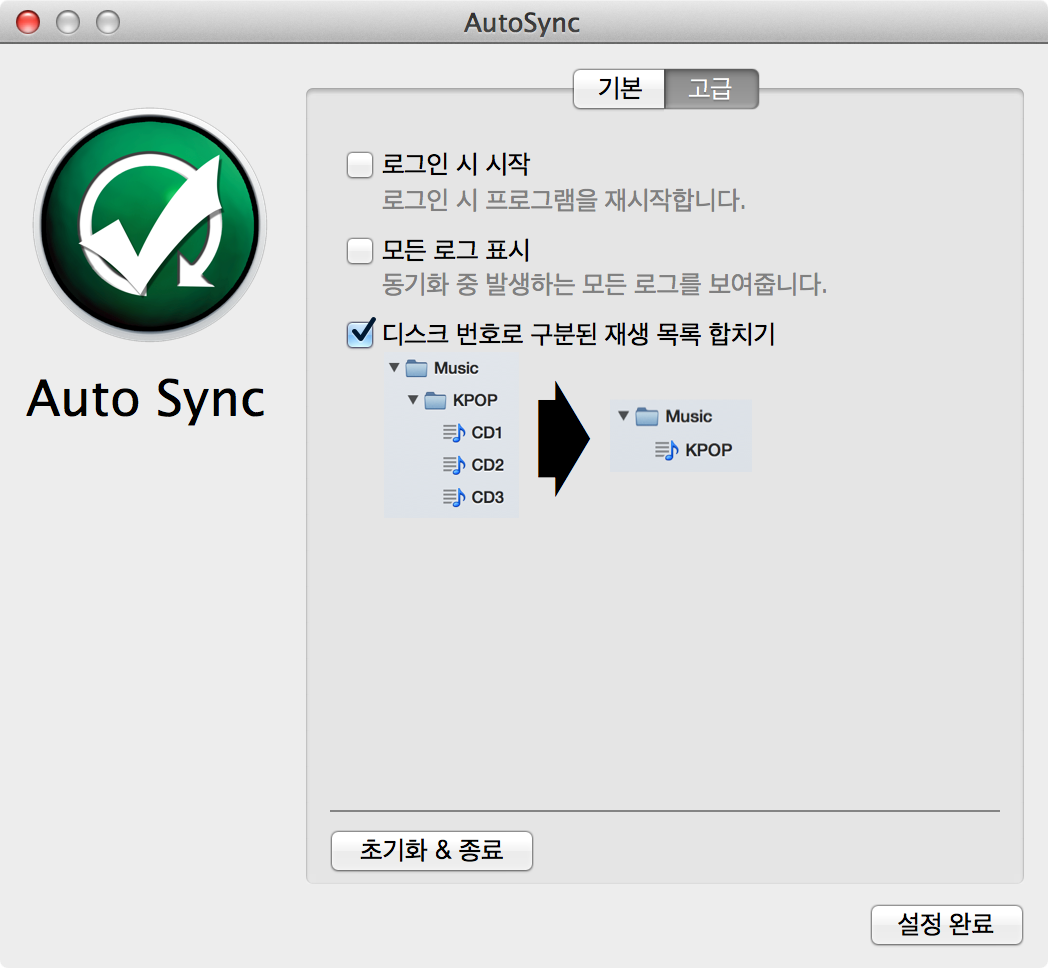 AutoSync
기본 고급
로그인 시 시작
로그인 시 프로그램을 재시작합니다.
모든 로그 표시
동기화 중 발생하는 모든 로그를 보여줍니다.
디스크 번호로 구분된 재생 목록 합치기
Music
KPOP
CD1
CD2
CD3
Music
KPOP
Auto Sync
초기화 & 종료
설정 완료